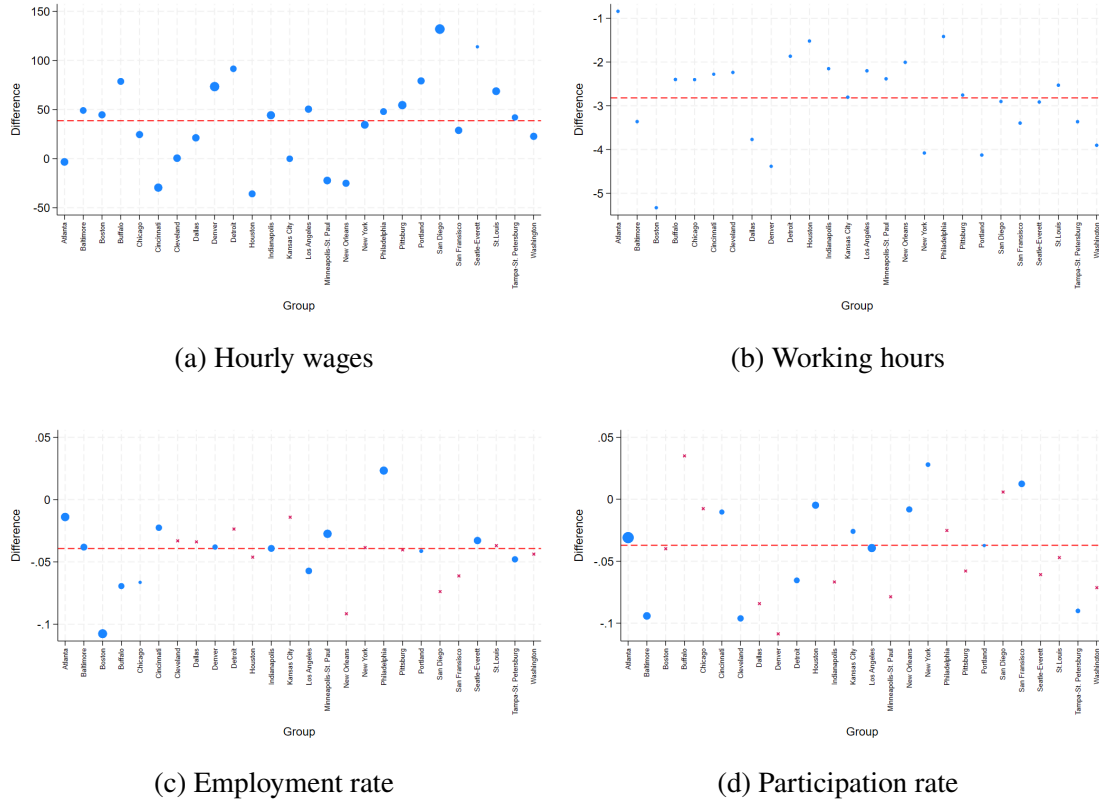 150
100
50
0
-50
Difference
Atlanta
Baltimore
Boston
Buffalo
Chicago
Cincinnati
Cleveland
Dallas
Denver
Detroit
Houston
Indianapolis
Kansas City
Los Angeles
Minneapolis-St. Paul
New Orleans
New York
Philadelphia
Pittsburg
Portland
San Diego
San Fransisco
Seatle-Everett
St.Louis
Tampa-St. Petersburg
Washington
Group
(a) Hourly wages
-1
-2
-3
-4
-5
Difference
Atlanta
Baltimore
Boston
Buffalo
Chicago
Cincinnati
Cleveland
Dallas
Denver
Detroit
Houston
Indianapolis
Kansas City
Los Angeles
Minneapolis-St. Paul
New Orleans
New York
Philadelphia
Pittsburg
Portland
San Diego
San Fransisco
Seatle-Everett
St.Louis
Tampa-St. Petersburg
Washington
Group
(b) Working hours
.05
0
-.05
-.1
Difference
Atlanta
Baltimore
Boston
Buffalo
Chicago
Cincinnati
Cleveland
Dallas
Denver
Detroit
Houston
Indianapolis
Kansas City
Los Angeles
Minneapolis-St. Paul
New Orleans
New York
Philadelphia
Pittsburg
Portland
San Diego
San Fransisco
Seatle-Everett
St.Louis
Tampa-St. Petersburg
Washington
Group
(c) Employment rate
.05
0
-.05
-.1
Difference
Atlanta
Baltimore
Boston
Buffalo
Chicago
Cincinnati
Cleveland
Dallas
Denver
Detroit
Houston
Indianapolis
Kansas City
Los Angeles
Minneapolis-St. Paul
New Orleans
New York
Philadelphia
Pittsburg
Portland
San Diego
San Fransisco
Seatle-Everett
St.Louis
Tampa-St. Petersburg
Washington
Group
(d) Participation rate